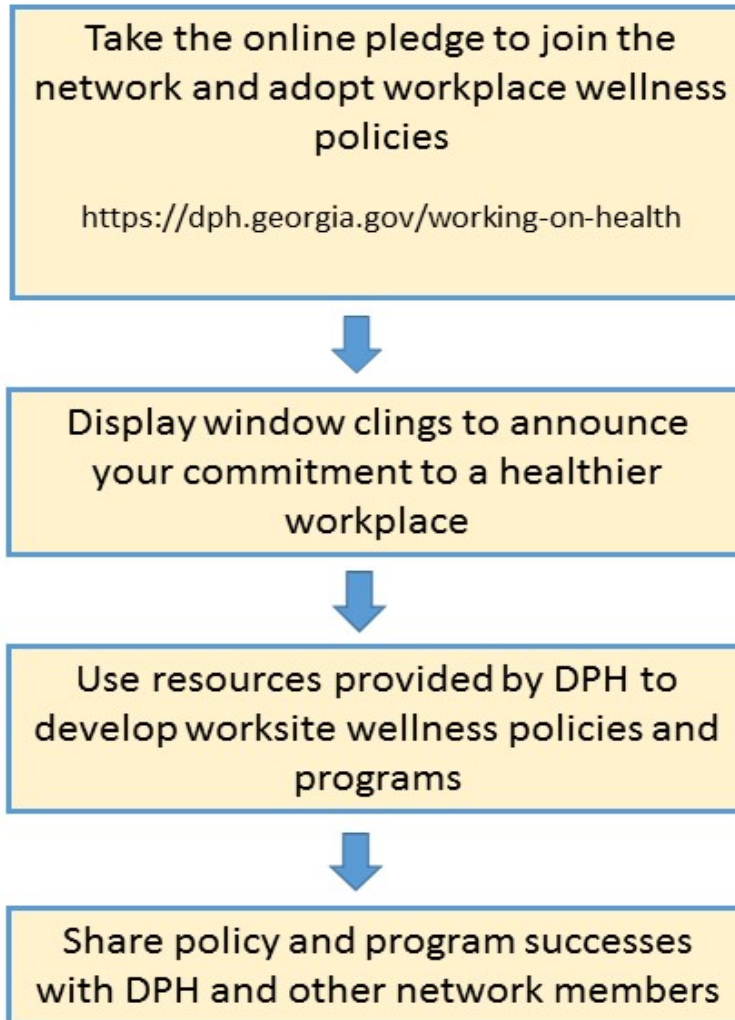 Take the online pledge to join the
network and adopt workplace wellness
policies
https://dph.georgia.gov/working-on-health
Display window clings to announce
your commitment to a healthier
workplace
Use resources provided by DPH to
develop worksite wellness policies and
programs
Share policy and program successes
with DPH and other network members